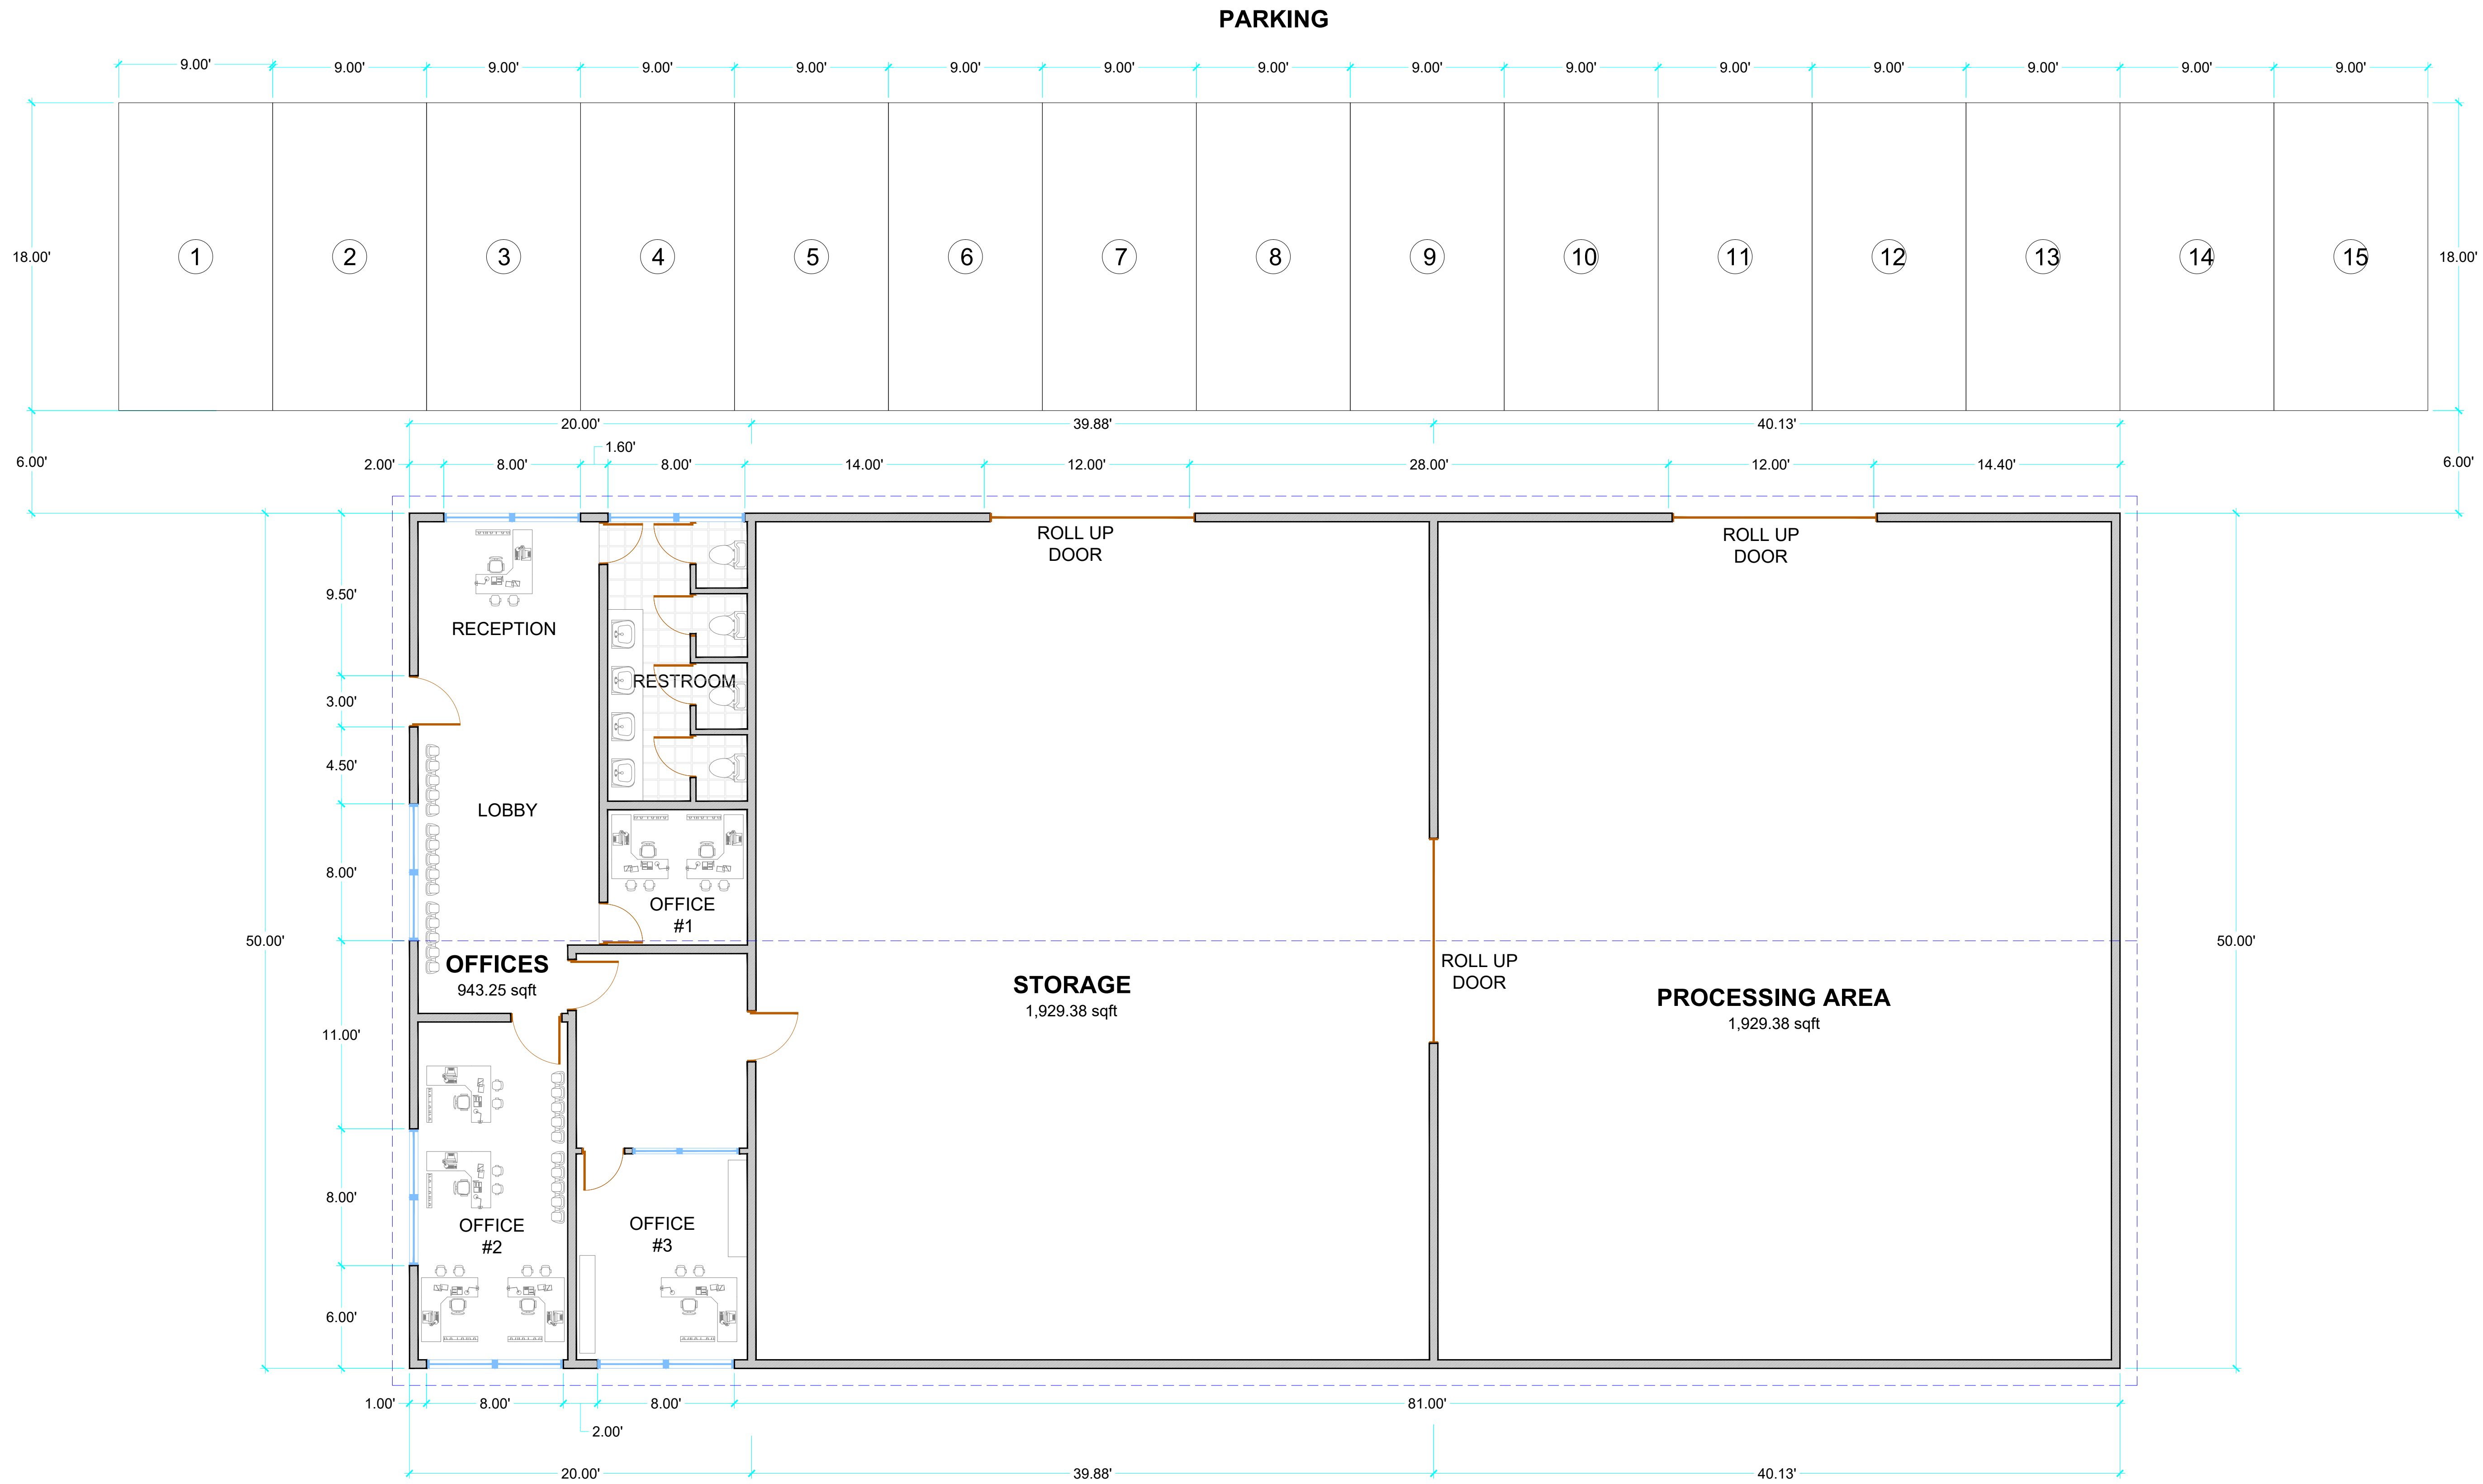 PARKING
9.00' 9.00' 9.00' 9.00' 9.00' 9.00' 9.00' 9.00' 9.00' 9.00' 9.00' 9.00' 9.00' 9.00' 9.00'
18.00' 1 2 3 4 5 6 7 8 9 10 11 12 13 14 15 18.00'
20.00' 39.88' 40.13'
1.60'
6.00' 6.00'
2.00' 8.00' 8.00' 14.00' 12.00' 28.00' 12.00' 14.40'
ROLL UP
DOOR
ROLL UP
DOOR
9.50'
RECEPTION
RESTROOM
3.00'
4.50'
LOBBY
8.00'
OFFICE
#1
50.00' 50.00'
OFFICES
943.25 sqft
STORAGE
1,929.38 sqft
ROLL UP
DOOR
PROCESSING AREA
1,929.38 sqft
11.00'
8.00'
OFFICE
#2
OFFICE
#3
6.00'
1.00' 8.00' 8.00' 81.00'
2.00'
20.00' 39.88' 40.13'